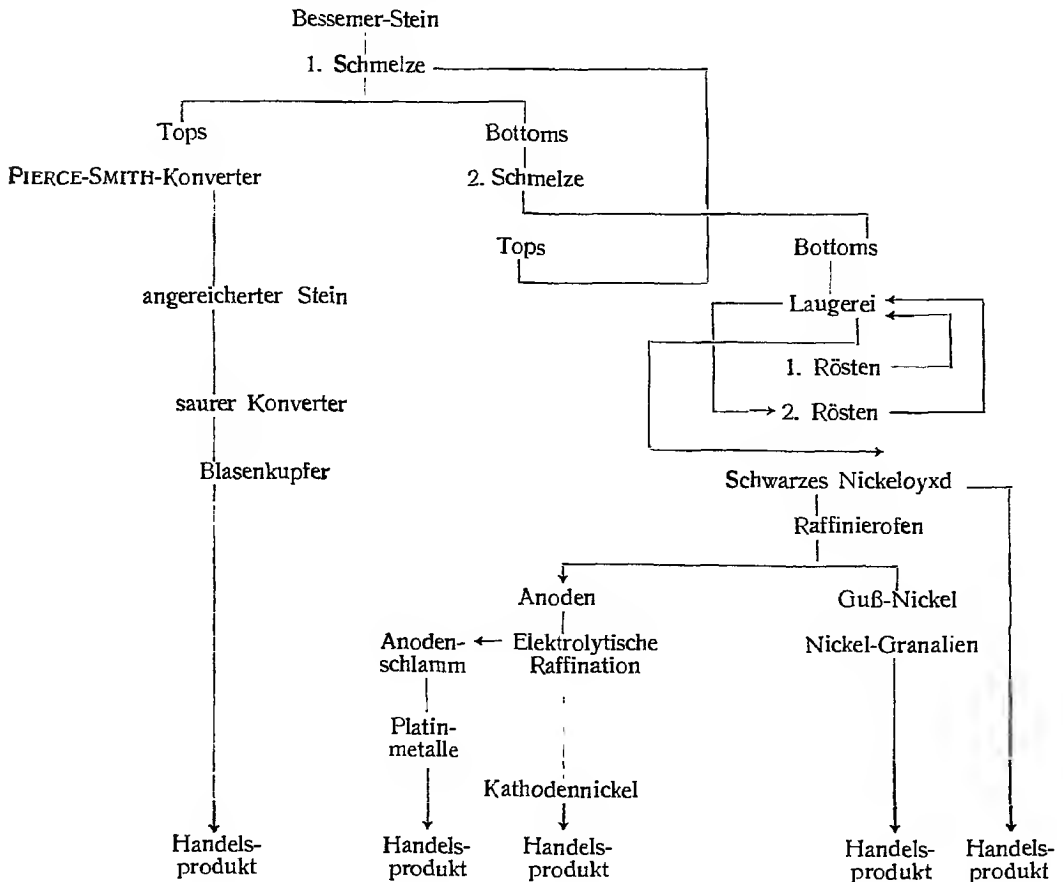 Bessemer-Stein
1. Schmelze
Tops
Bottoms
PIERCE-SMITH-Konverter
2. Schmelze
Tops
Bottoms
angereicherter Stein
Laugerei
1. Rösten
saurer Konverter
2. Rösten
Blasenkupfer
Schwarzes Nickeloyxd
Raffinierofen
Anoden
Guß-Nickel
Anoden-
schlamm
Elektrolytische
Raffination
Nickel-Granalien
Platin-
metalle
Kathodennickel
Handels-
produkt
Handels-
produkt
Handels-
produkt
Handels-
produkt
Handels-
produkt